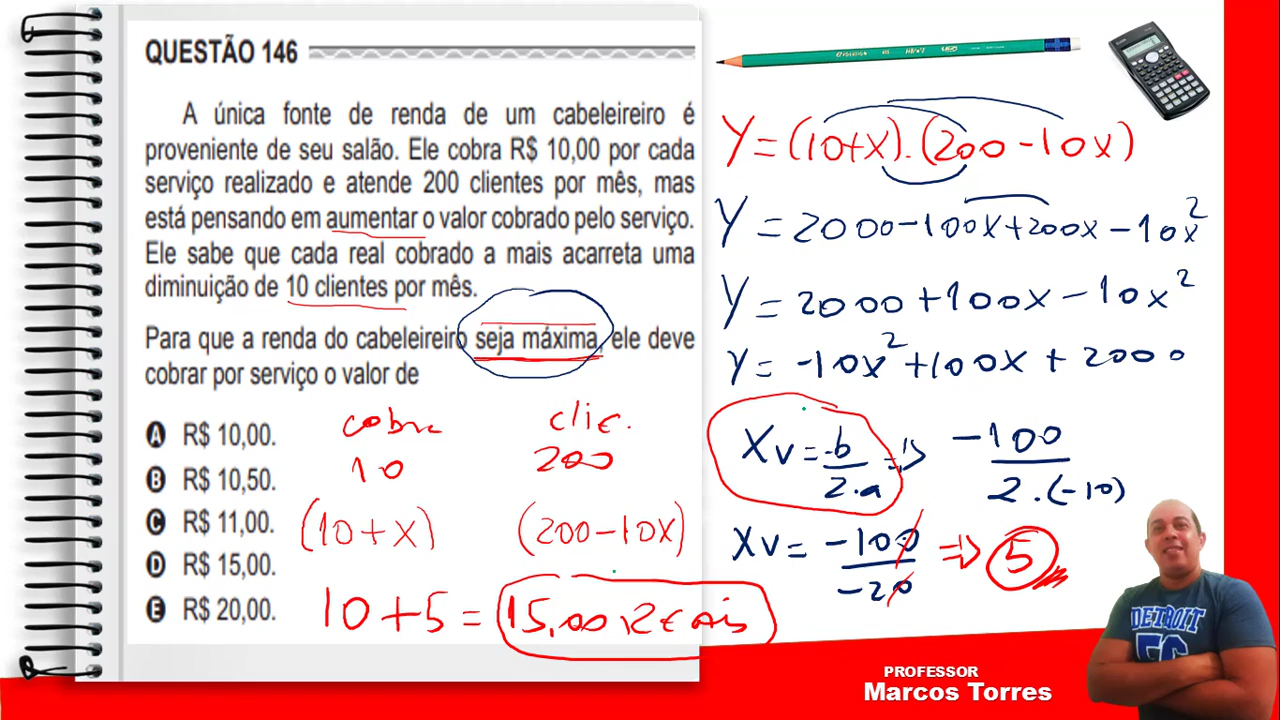 QUESTÃO 146
A única fonte de renda de um cabeleireiro é
proveniente de seu salão. Ele cobra R$ 10,00 por cada
serviço realizado e atende 200 clientes por mês, mas
está pensando em aumentar o valor cobrado pelo serviço.
Ele sabe que cada real cobrado a mais acarreta uma
diminuição de 10 clientes por mês.
Para que a renda do cabeleireiro seja máxima, ele deve
cobrar por serviço o valor de
A R$ 10,00.
B R$ 10,50.
C R$ 11,00.
D R$ 15,00.
E R$ 20,00.
cobra clie.
10 200
(10+x) (200-10x)
10+5=15,00 Reais
Y=(10+x).(200-10x)
Y=2000-100x+200x-10x²
Y=2000+100x-10x²
Y=-10x²+100x+2000
Xv=-b/2.a => -100/2.(-10)
Xv=-100/-20 => 5
DETROIT
PROFESSOR
Marcos Torres